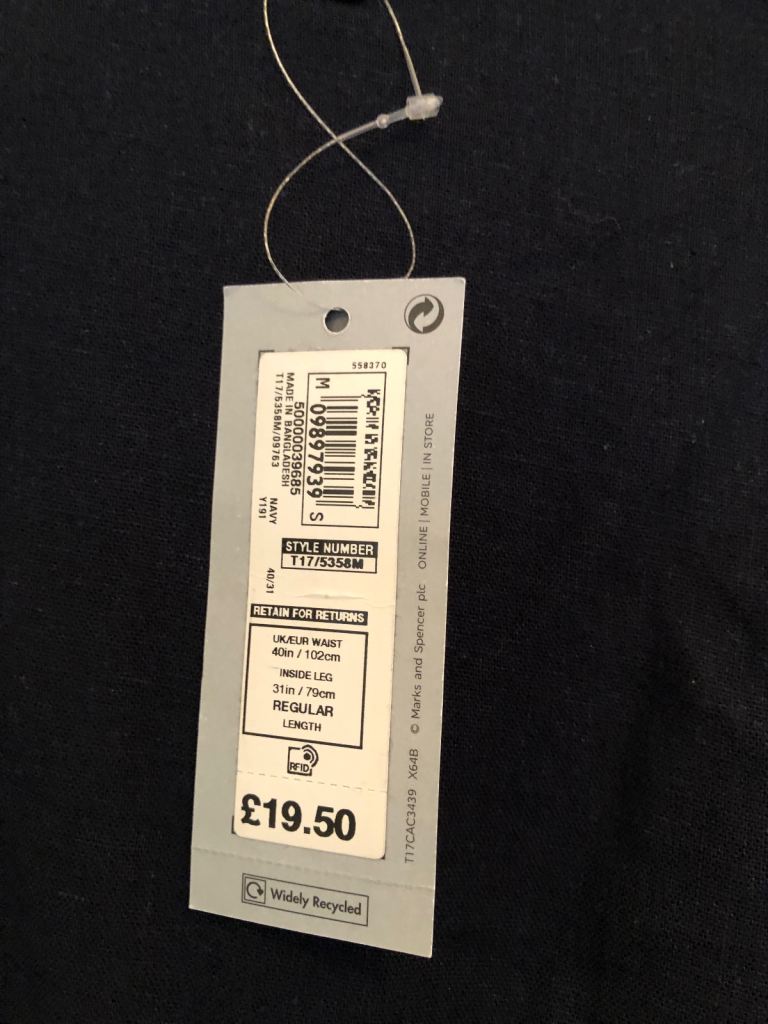 558370
M 09897939 S
50000039685
MADE IN BANGLADESH NAVY
T17/5358M/09763 Y191
40/31
STYLE NUMBER
T17/5358M
RETAIN FOR RETURNS
UK/EUR WAIST
40in / 102cm
INSIDE LEG
31in / 79cm
REGULAR
LENGTH
RFID
£19.50
Widely Recycled
T17CAC3439 X64B © Marks and Spencer plc ONLINE | MOBILE | IN STORE